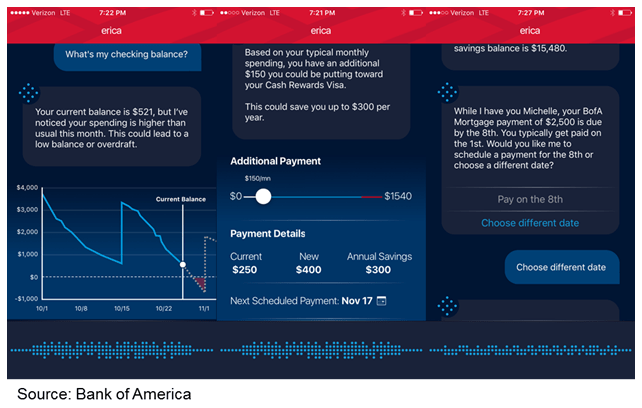 Verizon LTE 7:22 PM
erica
What's my checking balance?
Your current balance is $521, but I've
noticed your spending is higher than
usual this month. This could lead to a
low balance or overdraft.
$4,000
$3,000
$2,000
$1,000
$0
-$1,000
Current Balance
10/1 10/8 10/15 10/22 11/1
Verizon LTE 7:21 PM
erica
Based on your typical monthly
spending, you have an additional
$150 you could be putting toward
your Cash Rewards Visa.
This could save you up to $300 per
year.
Additional Payment
$150/mn
$0 $1540
Payment Details
Current New Annual Savings
$250 $400 $300
Next Scheduled Payment: Nov 17
Verizon LTE 7:27 PM
erica
savings balance is $15,480.
While I have you Michelle, your BofA
Mortgage payment of $2,500 is due
by the 8th. You typically get paid on
the 1st. Would you like me to
schedule a payment for the 8th or
choose a different date?
Pay on the 8th
Choose different date
Choose different date
Source: Bank of America